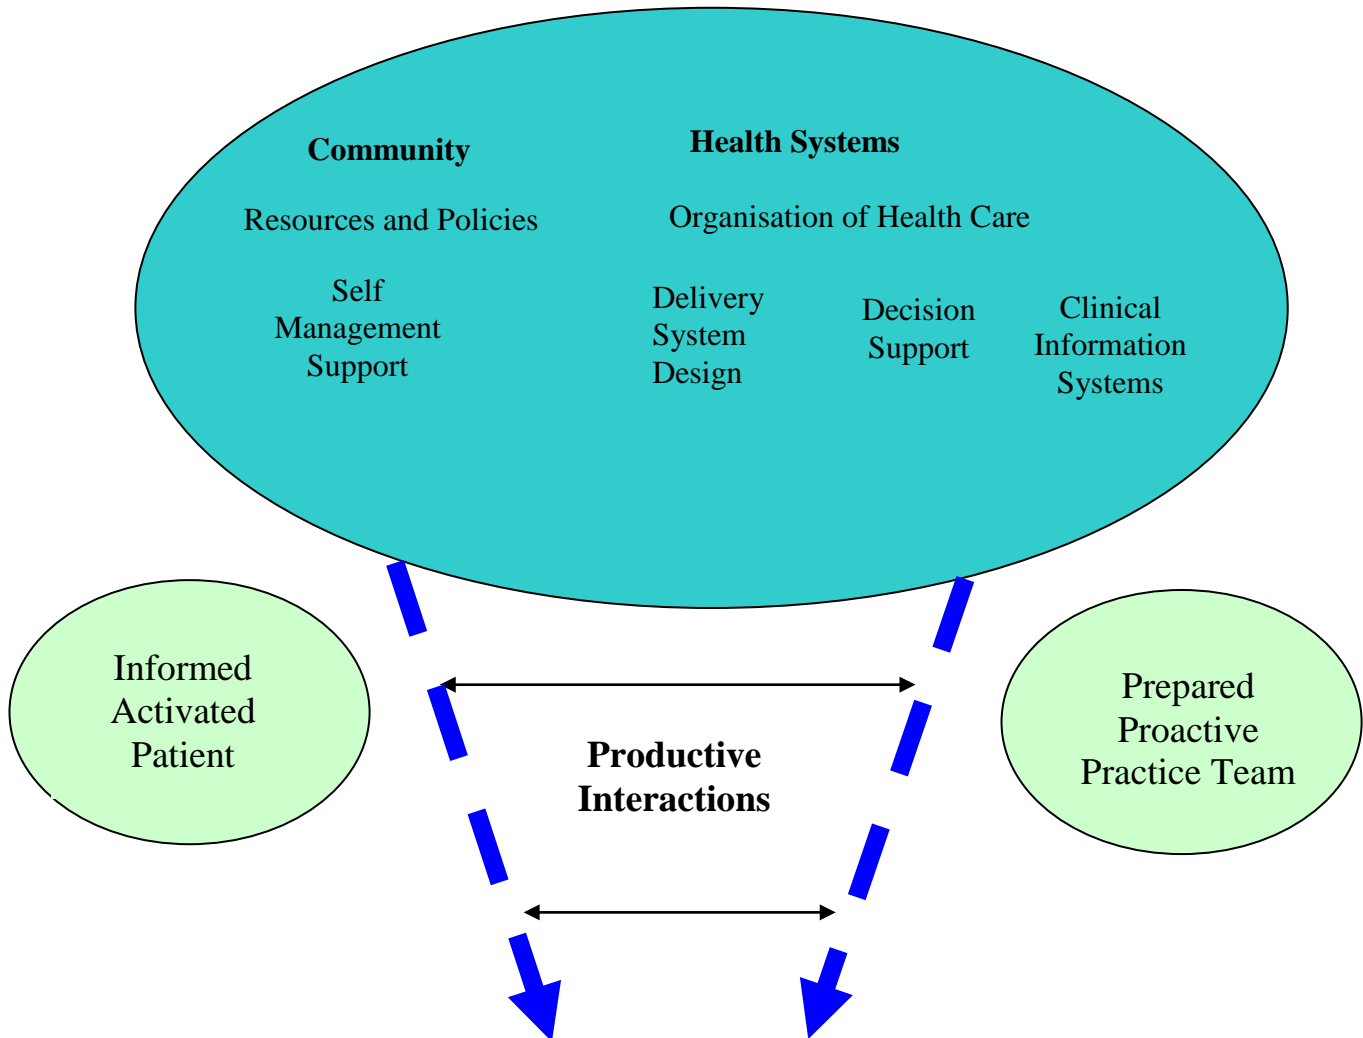 Community
Health Systems
Resources and Policies
Organisation of Health Care
Self
Management
Support
Delivery
System
Design
Decision
Support
Clinical
Information
Systems
Informed
Activated
Patient
Productive
Interactions
Prepared
Proactive
Practice Team